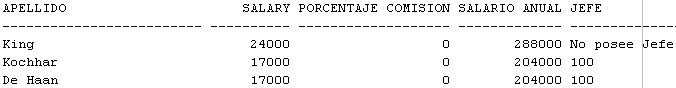 APELLIDO SALARY PORCENTAJE COMISION SALARIO ANUAL JEFE
------------------------- ---------- ------------------- ------------- -------------
King 24000 0 288000 No posee Jefe
Kochhar 17000 0 204000 100
De Haan 17000 0 204000 100